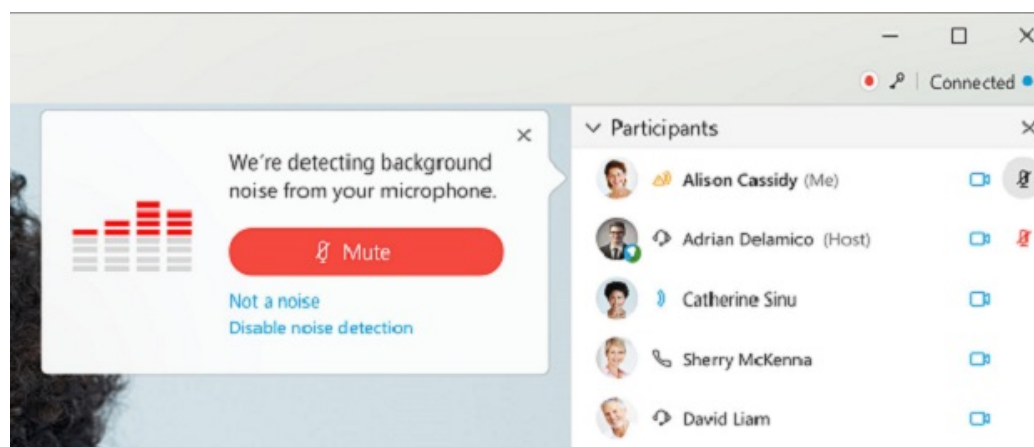 Connected
Participants
We're detecting background
noise from your microphone.
Mute
Not a noise
Disable noise detection
Alison Cassidy (Me)
Adrian Delamico (Host)
Catherine Sinu
Sherry McKenna
David Liam